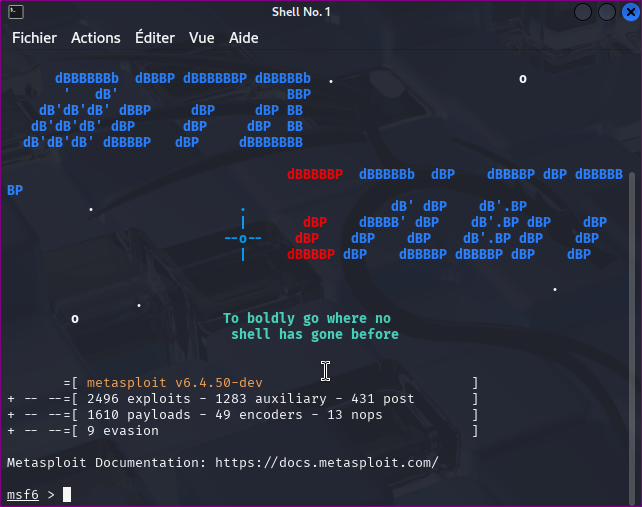 Shell No. 1
Fichier Actions Éditer Vue Aide
dBBBBBBb  dBBBP dBBBBBBP dBBBBBb  .                       o
'   dB'                     BBP
dB'dB'dB' dBBP     dBP     dBP BB
dB'dB'dB' dBP      dBP     dBP  BB
dB'dB'dB' dBBBBP   dBP     dBBBBBBB
dBBBBBP  dBBBBBb  dBP    dBBBBP dBP dBBBBB
BP
.                  .                  dB' dBP    dB'.BP
|       dBP    dBBBB' dBP    dB'.BP dBP    dBP
--o--    dBP    dBP    dBP    dB'.BP dBP    dBP
|     dBBBBP dBP    dBBBBP dBBBBP dBP    dBP
.
.
o                  To boldly go where no
shell has gone before
=[ metasploit v6.4.50-dev                          ]
+ -- --=[ 2496 exploits - 1283 auxiliary - 431 post       ]
+ -- --=[ 1610 payloads - 49 encoders - 13 nops           ]
+ -- --=[ 9 evasion                                       ]
Metasploit Documentation: https://docs.metasploit.com/
msf6 >